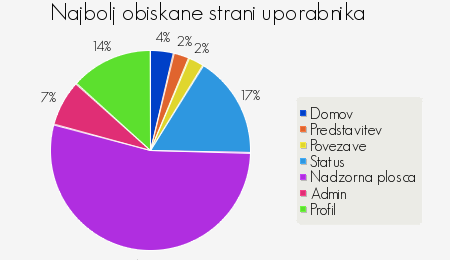 Najbolj obiskane strani uporabnika
4%
2%
2%
17%
14%
7%
Domov
Predstavitev
Povezave
Status
Nadzorna plosca
Admin
Profil